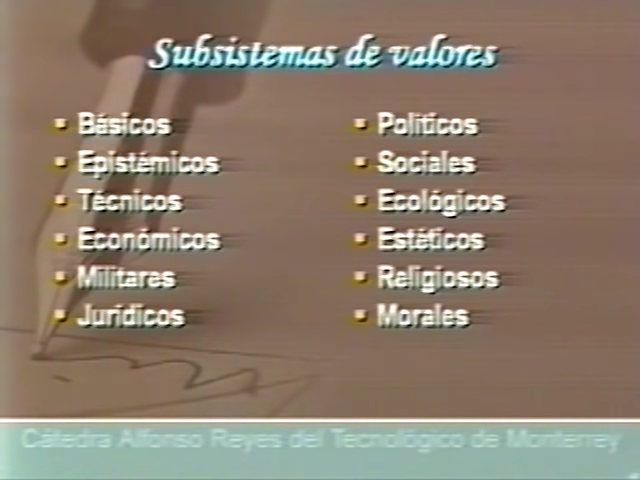 Subsistemas de valores
Básicos
Epistémicos
Técnicos
Económicos
Militares
Jurídicos
Políticos
Sociales
Ecológicos
Estéticos
Religiosos
Morales
Cátedra Alfonso Reyes del Tecnológico de Monterrey